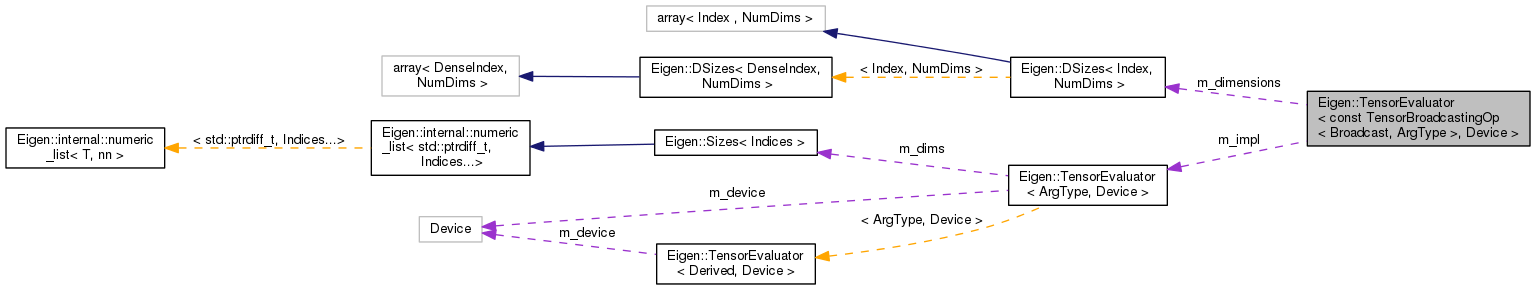 array< Index , NumDims >
array< DenseIndex,
NumDims >
Eigen::DSizes< DenseIndex,
NumDims >
< Index, NumDims >
Eigen::DSizes< Index,
NumDims >
m_dimensions
Eigen::TensorEvaluator
< const TensorBroadcastingOp
< Broadcast, ArgType >, Device >
Eigen::internal::numeric
_list< T, nn >
< std::ptrdiff_t, Indices...>
Eigen::internal::numeric
_list< std::ptrdiff_t,
Indices...>
Eigen::Sizes< Indices >
m_dims
m_impl
Eigen::TensorEvaluator
< ArgType, Device >
m_device
Device
m_device
< ArgType, Device >
Eigen::TensorEvaluator
< Derived, Device >